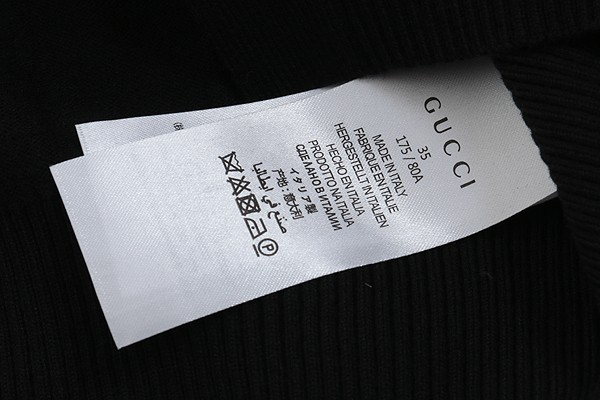 GUCCI
35
175 / 80A
MADE IN ITALY
FABRIQUE EN ITALIE
HERGESTELLT IN ITALIEN
HECHO EN ITALIA
PRODOTTO NA ITALIA
СДЕЛАНО В ИТАЛИИ
イタリア製
产地：意大利
صنع في إيطاليا
P